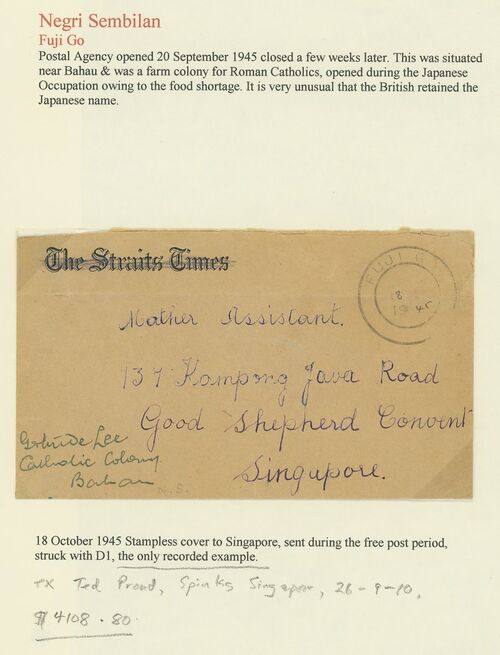 Negri Sembilan
Fuji Go
Postal Agency opened 20 September 1945 closed a few weeks later. This was situated
near Bahau & was a farm colony for Roman Catholics, opened during the Japanese
Occupation owing to the food shortage. It is very unusual that the British retained the
Japanese name.
The Straits Times
FUJI GO
18
1945
Mother Assistant.
137 Kampong Java Road
Good Shepherd Convent
Singapore.
Gertrude Lee
Catholic Colony
Bahau
N.S.
18 October 1945 Stampless cover to Singapore, sent during the free post period,
struck with D1, the only recorded example.
ex Ted Proud, Spinks Singapore, 26-9-10,
$4108.80